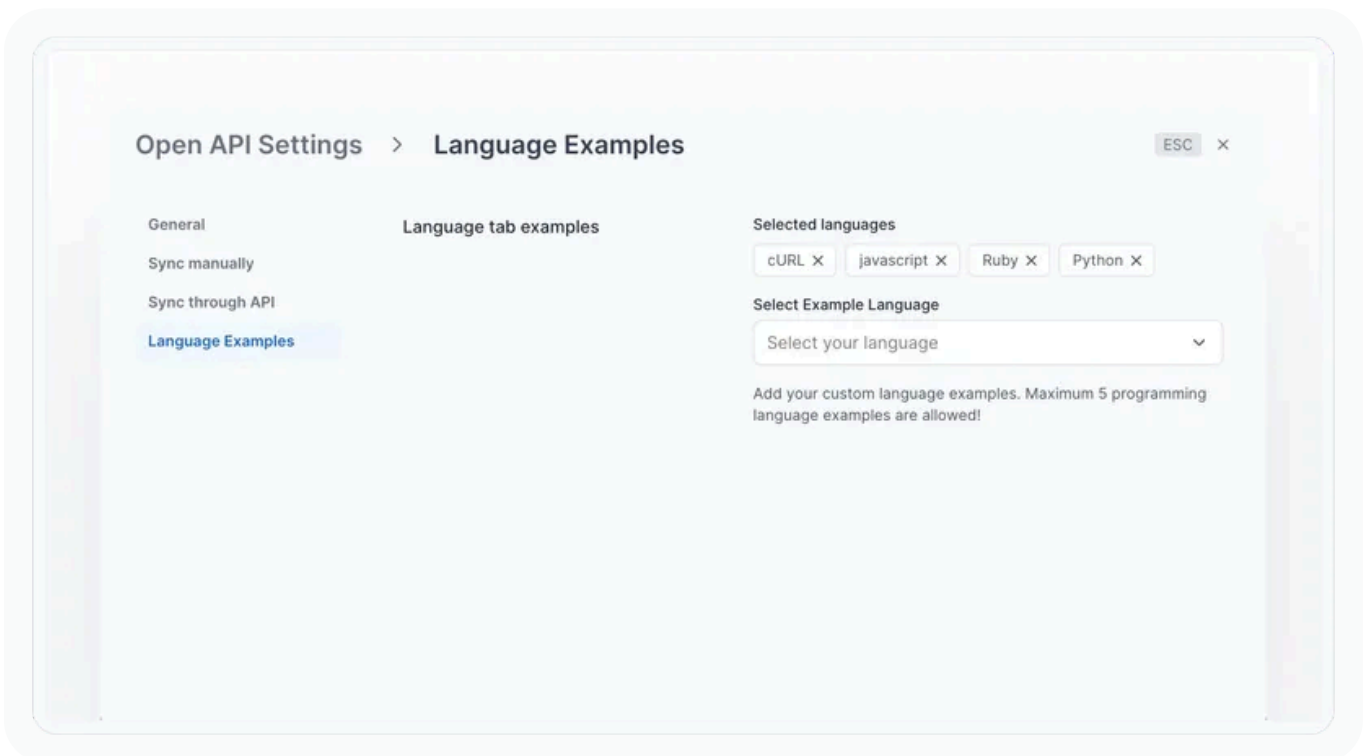 Open API Settings > Language Examples
ESC ×
General
Sync manually
Sync through API
Language Examples
Language tab examples
Selected languages
cURL × javascript × Ruby × Python ×
Select Example Language
Select your language
Add your custom language examples. Maximum 5 programming
language examples are allowed!